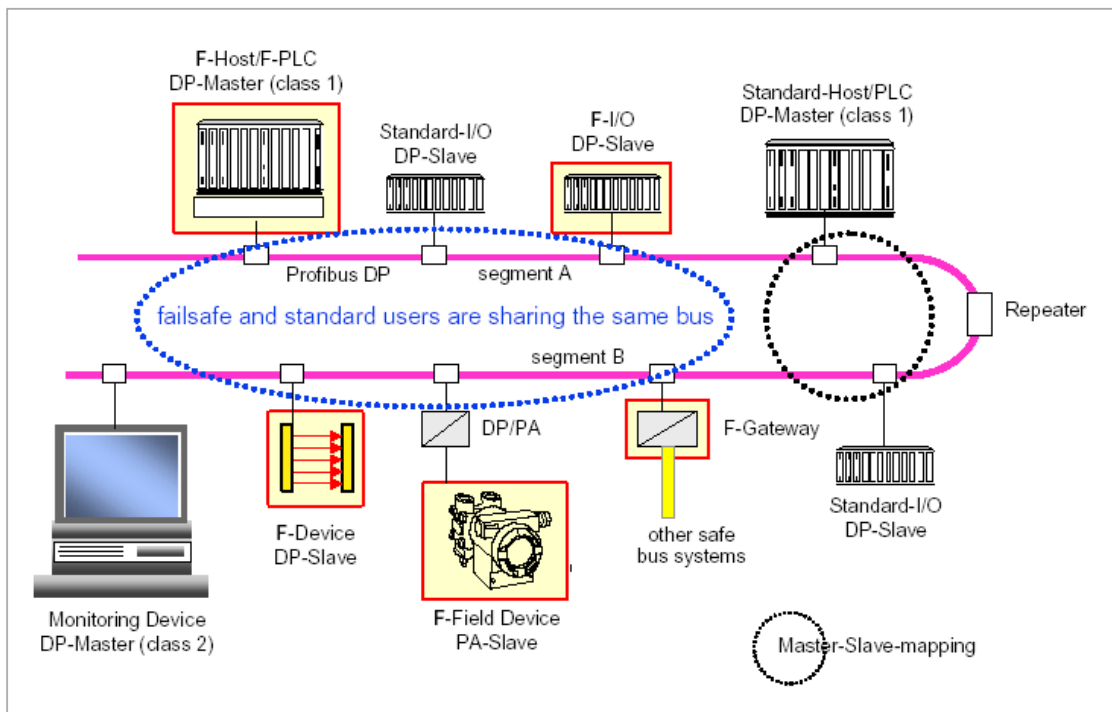 F-Host/F-PLC
DP-Master (class 1)
Standard-I/O
DP-Slave
F-I/O
DP-Slave
Standard-Host/PLC
DP-Master (class 1)
Profibus DP
segment A
failsafe and standard users are sharing the same bus
Repeater
segment B
DP/PA
F-Gateway
F-Device
DP-Slave
other safe
bus systems
Standard-I/O
DP-Slave
Monitoring Device
DP-Master (class 2)
F-Field Device
PA-Slave
Master-Slave-mapping